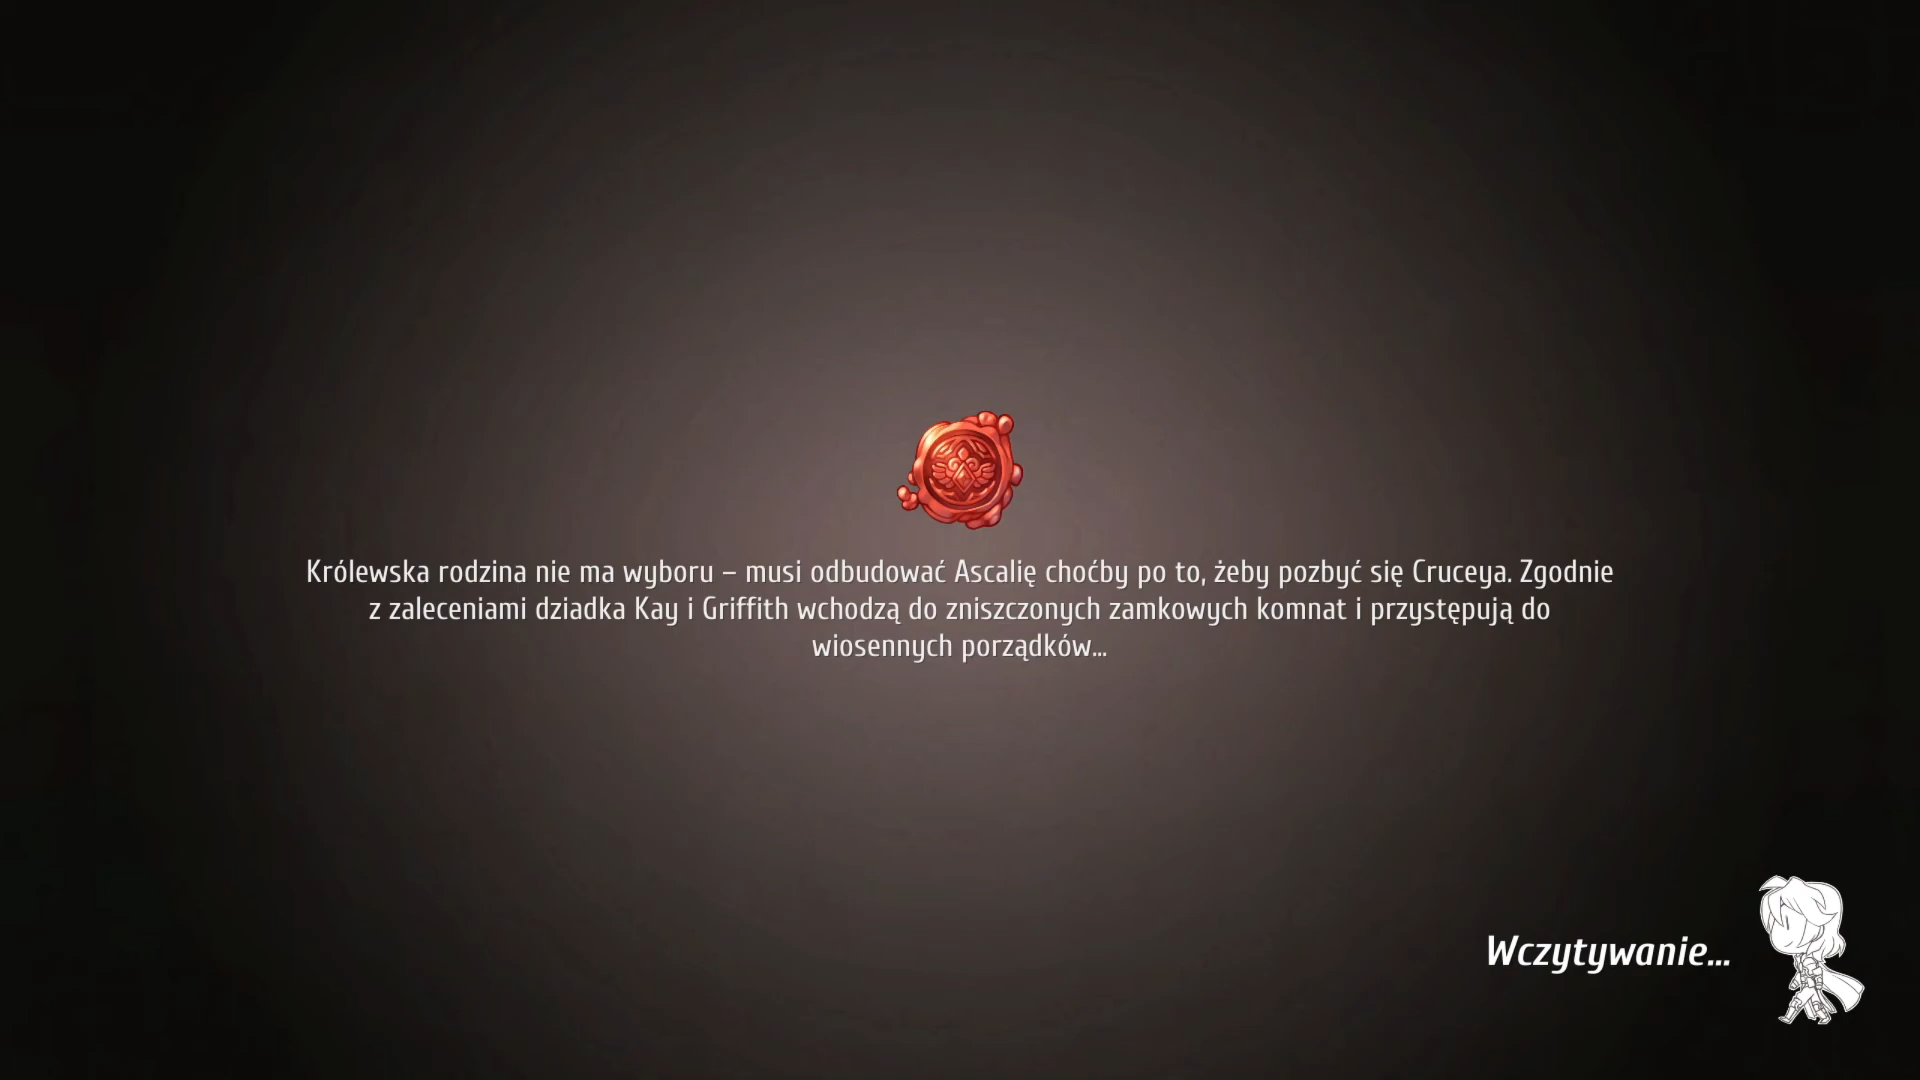 Królewska rodzina nie ma wyboru – musi odbudować Ascalię choćby po to, żeby pozbyć się Cruceya. Zgodnie
z zaleceniami dziadka Kay i Griffith wchodzą do zniszczonych zamkowych komnat i przystępują do
wiosennych porządków...
Wczytywanie...